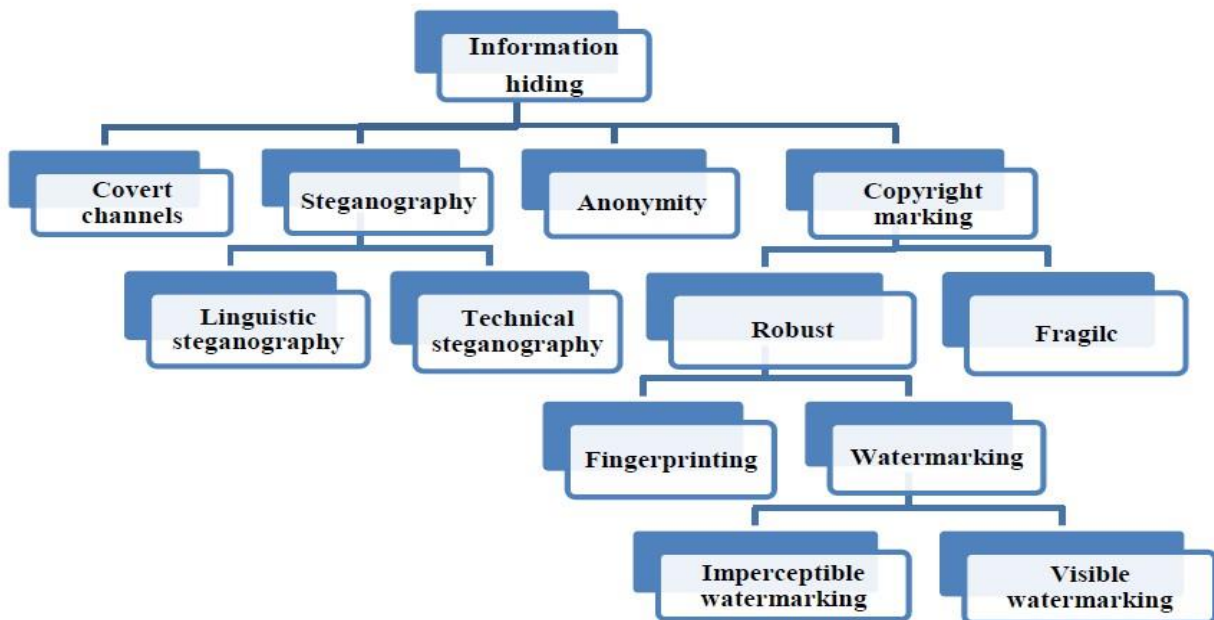 Information
hiding
Covert
channels
Steganography
Anonymity
Copyright
marking
Linguistic
steganography
Technical
steganography
Robust
Fragilc
Fingerprinting
Watermarking
Imperceptible
watermarking
Visible
watermarking